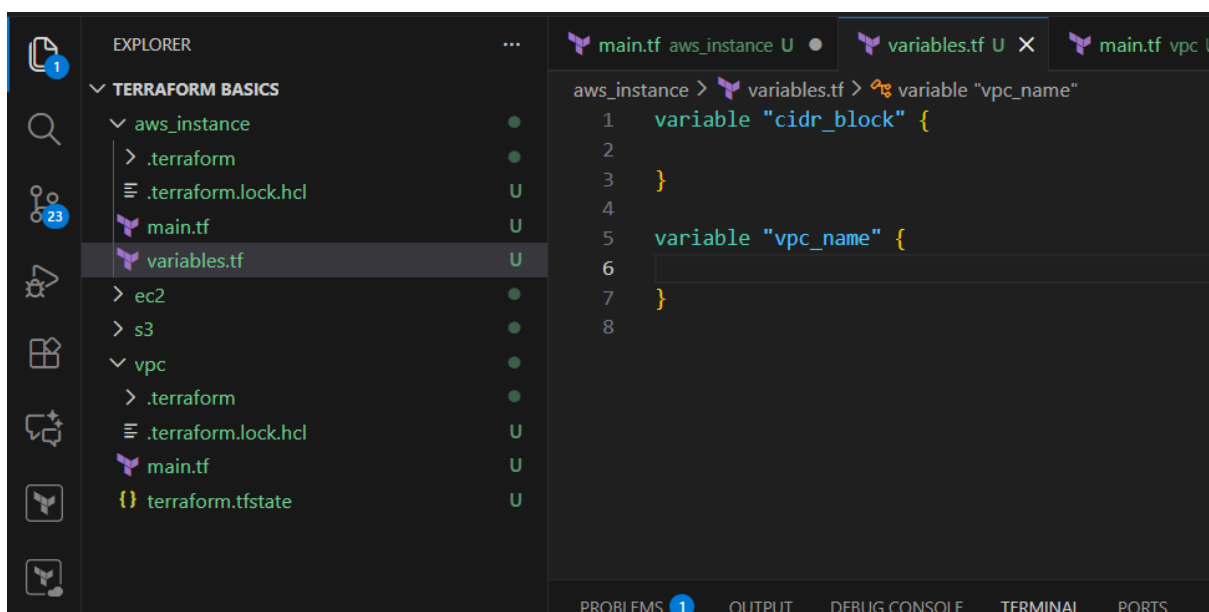 EXPLORER
TERRAFORM BASICS
aws_instance
.terraform
.terraform.lock.hcl U
main.tf U
variables.tf U
ec2
s3
vpc
.terraform
.terraform.lock.hcl U
main.tf U
{} terraform.tfstate U
1
23
main.tf aws_instance U
variables.tf U
main.tf vpc U
aws_instance > variables.tf > variable "vpc_name"
1 variable "cidr_block" {
2
3 }
4
5 variable "vpc_name" {
6
7 }
8
PROBLEMS 1 OUTPUT DEBUG CONSOLE TERMINAL PORTS